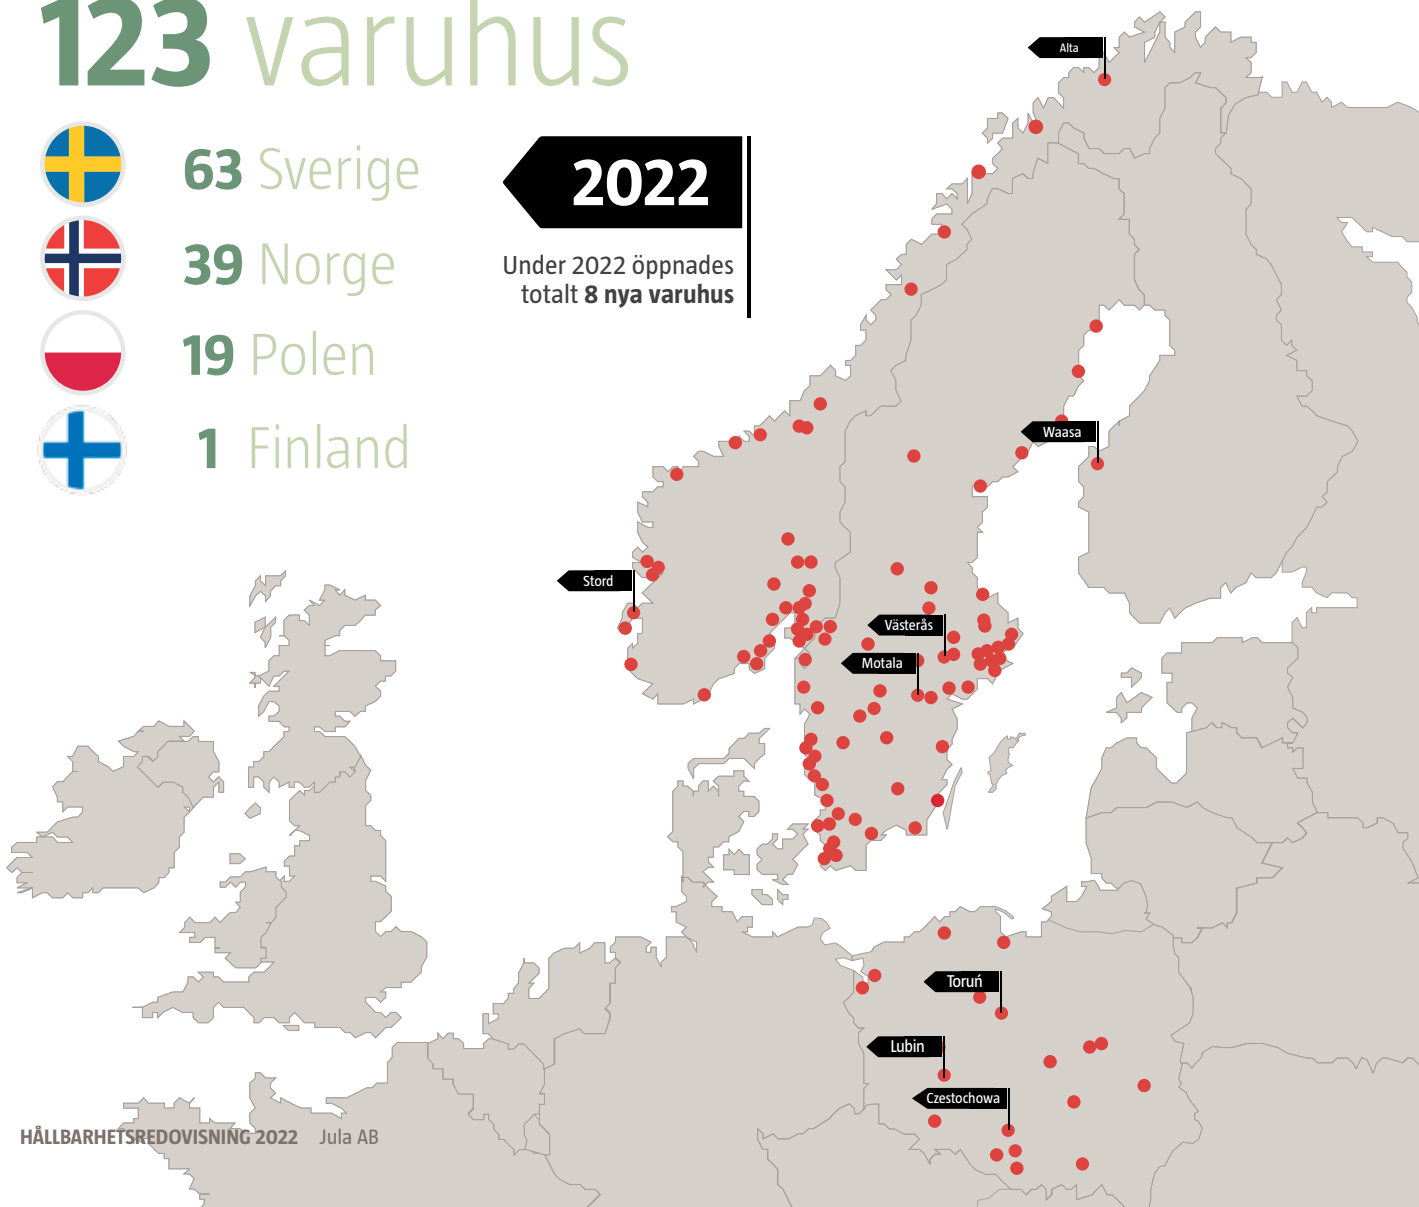 123 varuhus
63 Sverige
39 Norge
19 Polen
1 Finland
2022
Under 2022 öppnades
totalt 8 nya varuhus
Alta
Waasa
Stord
Västerås
Motala
Toruń
Lubin
Czestochowa
HÅLLBARHETSREDOVISNING 2022 Jula AB